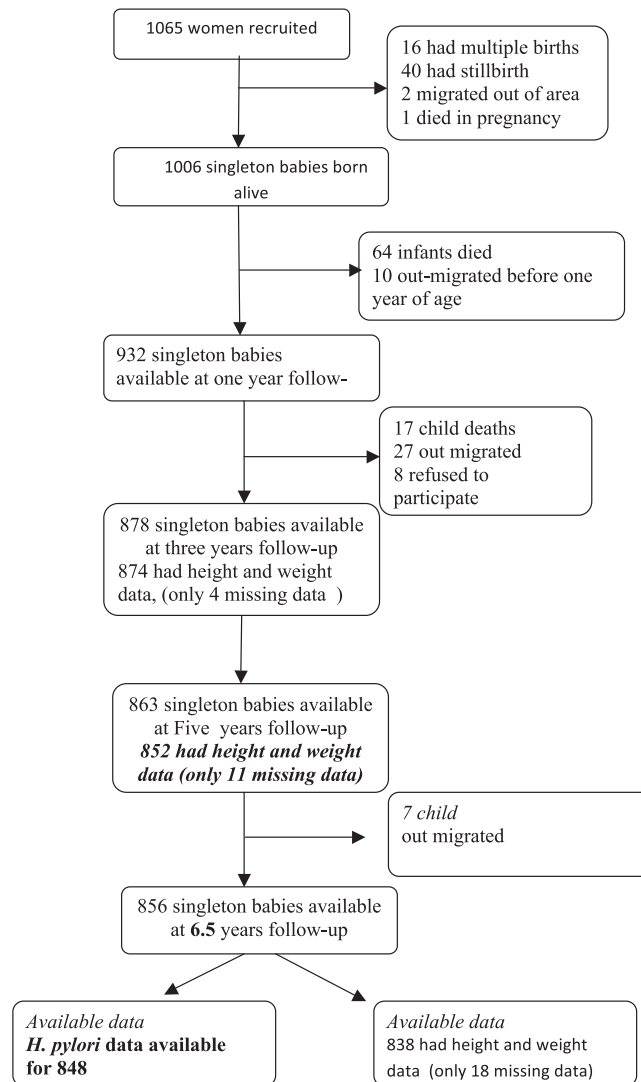 1065 women recruited
16 had multiple births
40 had stillbirth
2 migrated out of area
1 died in pregnancy
1006 singleton babies born
alive
64 infants died
10 out-migrated before one
year of age
932 singleton babies
available at one year follow-
17 child deaths
27 out migrated
8 refused to
participate
878 singleton babies available
at three years follow-up
874 had height and weight
data, (only 4 missing data )
863 singleton babies available
at Five years follow-up
852 had height and weight
data (only 11 missing data)
7 child
out migrated
856 singleton babies available
at 6.5 years follow-up
Available data
H. pylori data available
for 848
Available data
838 had height and weight
data (only 18 missing data)